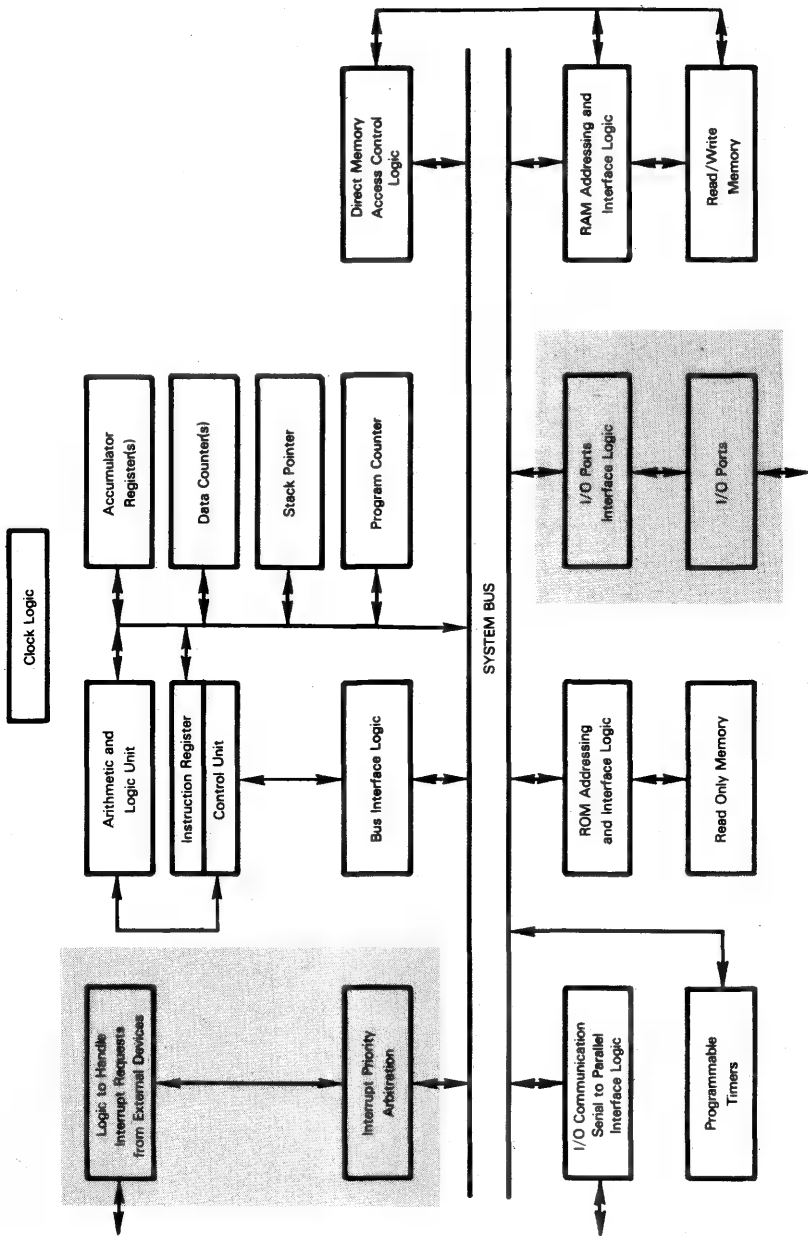 Clock Logic
Logic to Handle
Interrupt Requests
from External Devices
Interrupt Priority
Arbitration
Arithmetic and
Logic Unit
Instruction Register
Control Unit
Bus Interface Logic
Accumulator
Register(s)
Data Counter(s)
Stack Pointer
Program Counter
Direct Memory
Access Control
Logic
SYSTEM BUS
I/O Communication
Serial to Parallel
Interface Logic
Programmable
Timers
ROM Addressing
and Interface Logic
Read Only Memory
I/O Ports
Interface Logic
I/O Ports
RAM Addressing and
Interface Logic
Read/Write
Memory